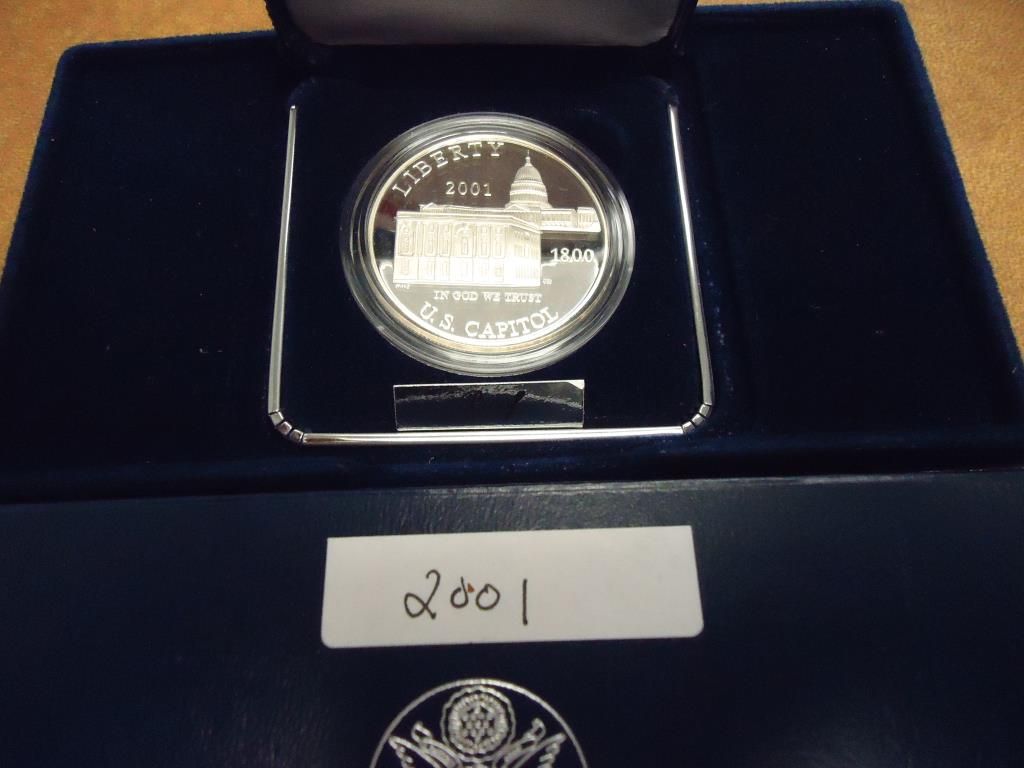 LIBERTY
2001
1800
IN GOD WE TRUST
U.S. CAPITOL
2001